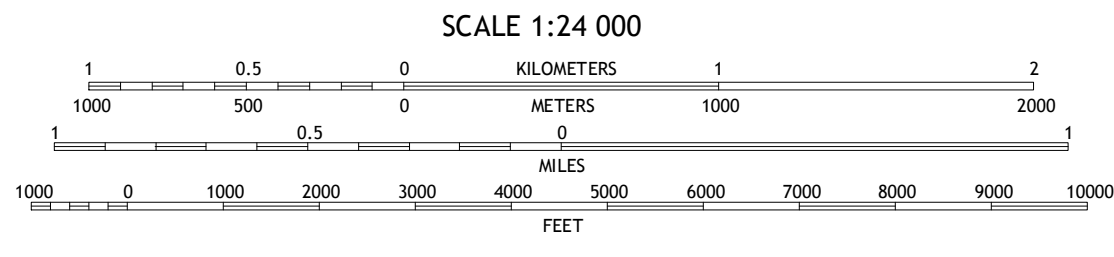 SCALE 1:24 000
1 0.5 0 KILOMETERS 1 2
1000 500 0 METERS 1000 2000
1 0.5 0 1
MILES
1000 0 1000 2000 3000 4000 5000 6000 7000 8000 9000 10000
FEET